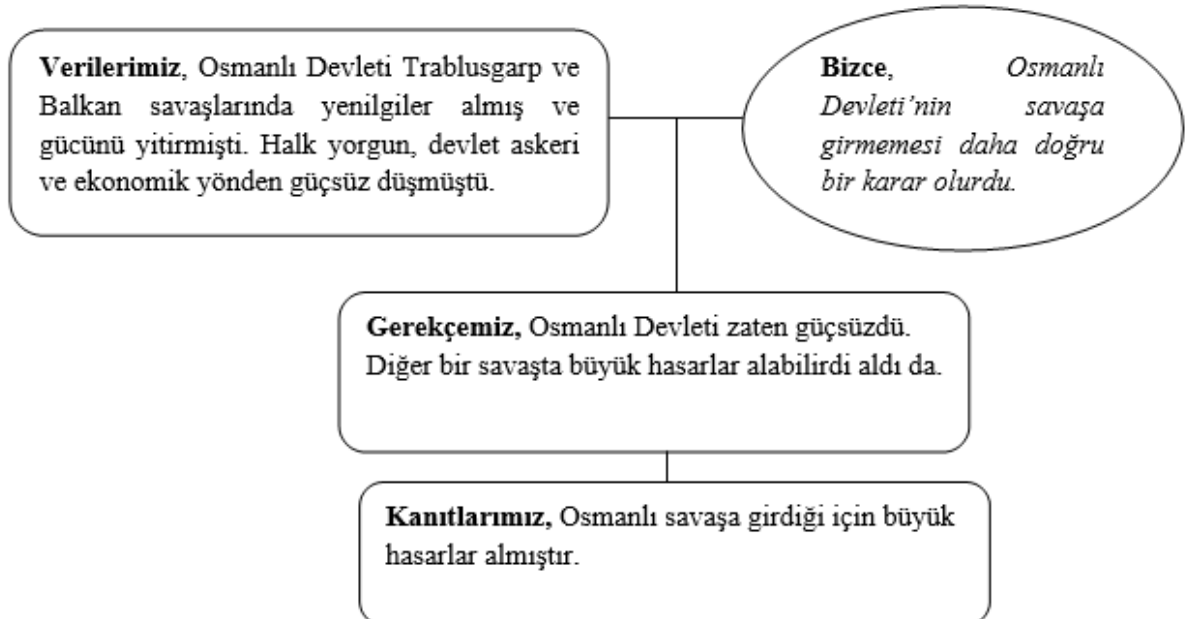 Verilerimiz, Osmanlı Devleti Trablusgarp ve
Balkan savaşlarında yenilgiler almış ve
gücünü yitirmişti. Halk yorgun, devlet askeri
ve ekonomik yönden güçsüz düşmüştü.
Bizce, Osmanlı
Devleti’nin savaşa
girmemesi daha doğru
bir karar olurdu.
Gerekçemiz, Osmanlı Devleti zaten güçsüzdü.
Diğer bir savaşta büyük hasarlar alabilirdi aldı da.
Kanıtlarımız, Osmanlı savaşa girdiği için büyük
hasarlar almıştır.